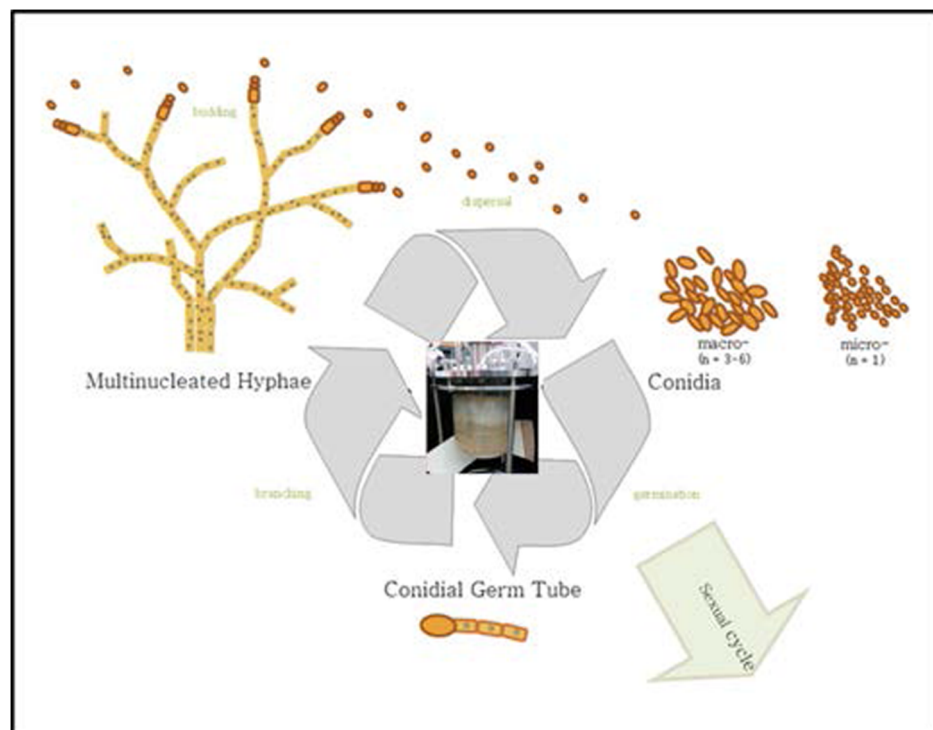 budding
dispersal
macro-
(n = 3-6)
micro-
(n = 1)
Multinucleated Hyphae
Conidia
branching
germination
Conidial Germ Tube
Sexual cycle